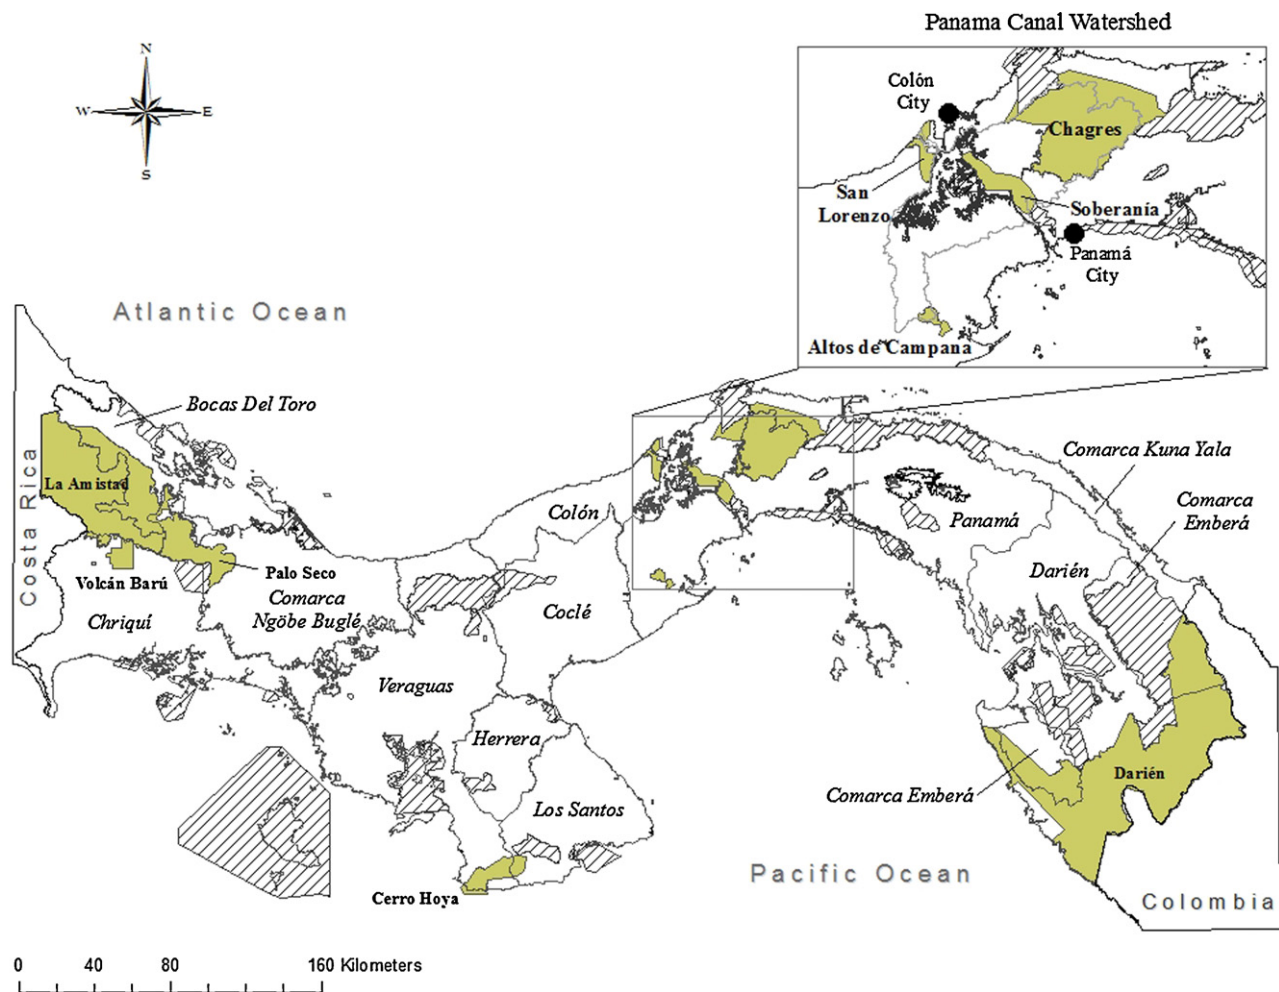 Panama Canal Watershed
N
W
E
S
Colón
City
Chagres
San
Lorenzo
Soberanía
Panamá
City
Altos de Campana
Atlantic Ocean
Bocas Del Toro
Costa Rica
La Amistad
Comarca Kuna Yala
Comarca
Emberá
Colón
Panamá
Palo Seco
Volcán Barú
Comarca
Ngöbe Buglé
Chriquí
Coclé
Darién
Veraguas
Herrera
Los Santos
Comarca Emberá
Darién
Cerro Hoya
Pacific Ocean
Colombia
0 40 80 160 Kilometers